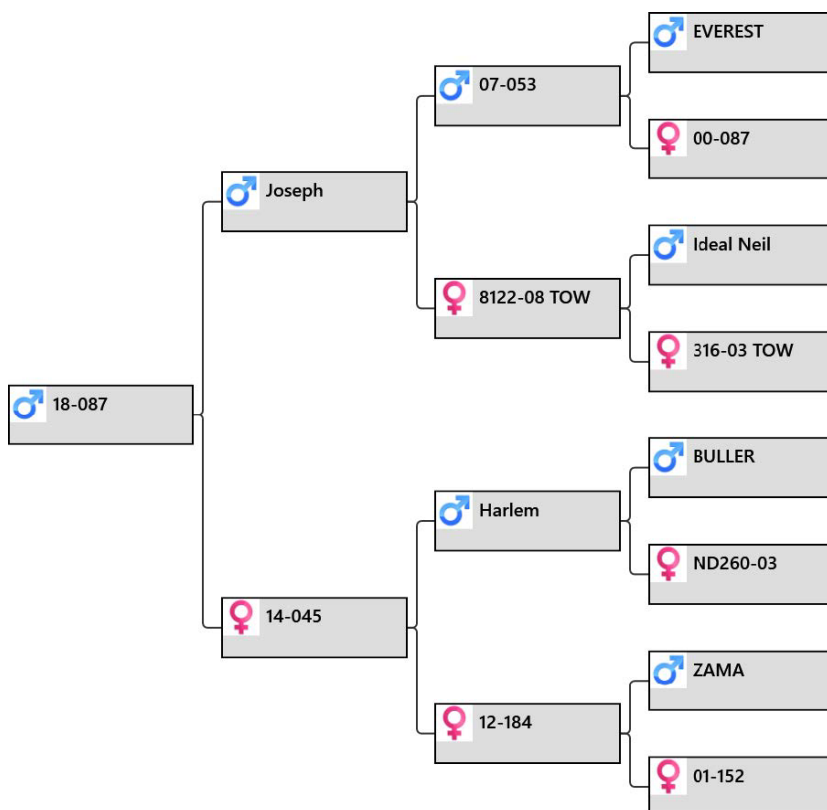 EVEREST
07-053
00-087
Joseph
Ideal Neil
8122-08 TOW
316-03 TOW
18-087
BULLER
Harlem
ND260-03
14-045
ZAMA
12-184
01-152